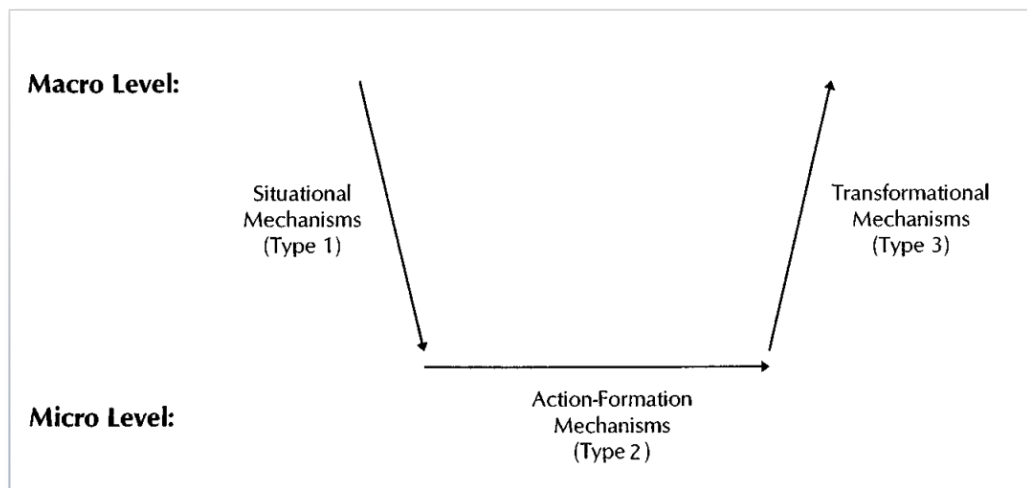 Macro Level:
Situational
Mechanisms
(Type 1)
Transformational
Mechanisms
(Type 3)
Action-Formation
Mechanisms
(Type 2)
Micro Level: